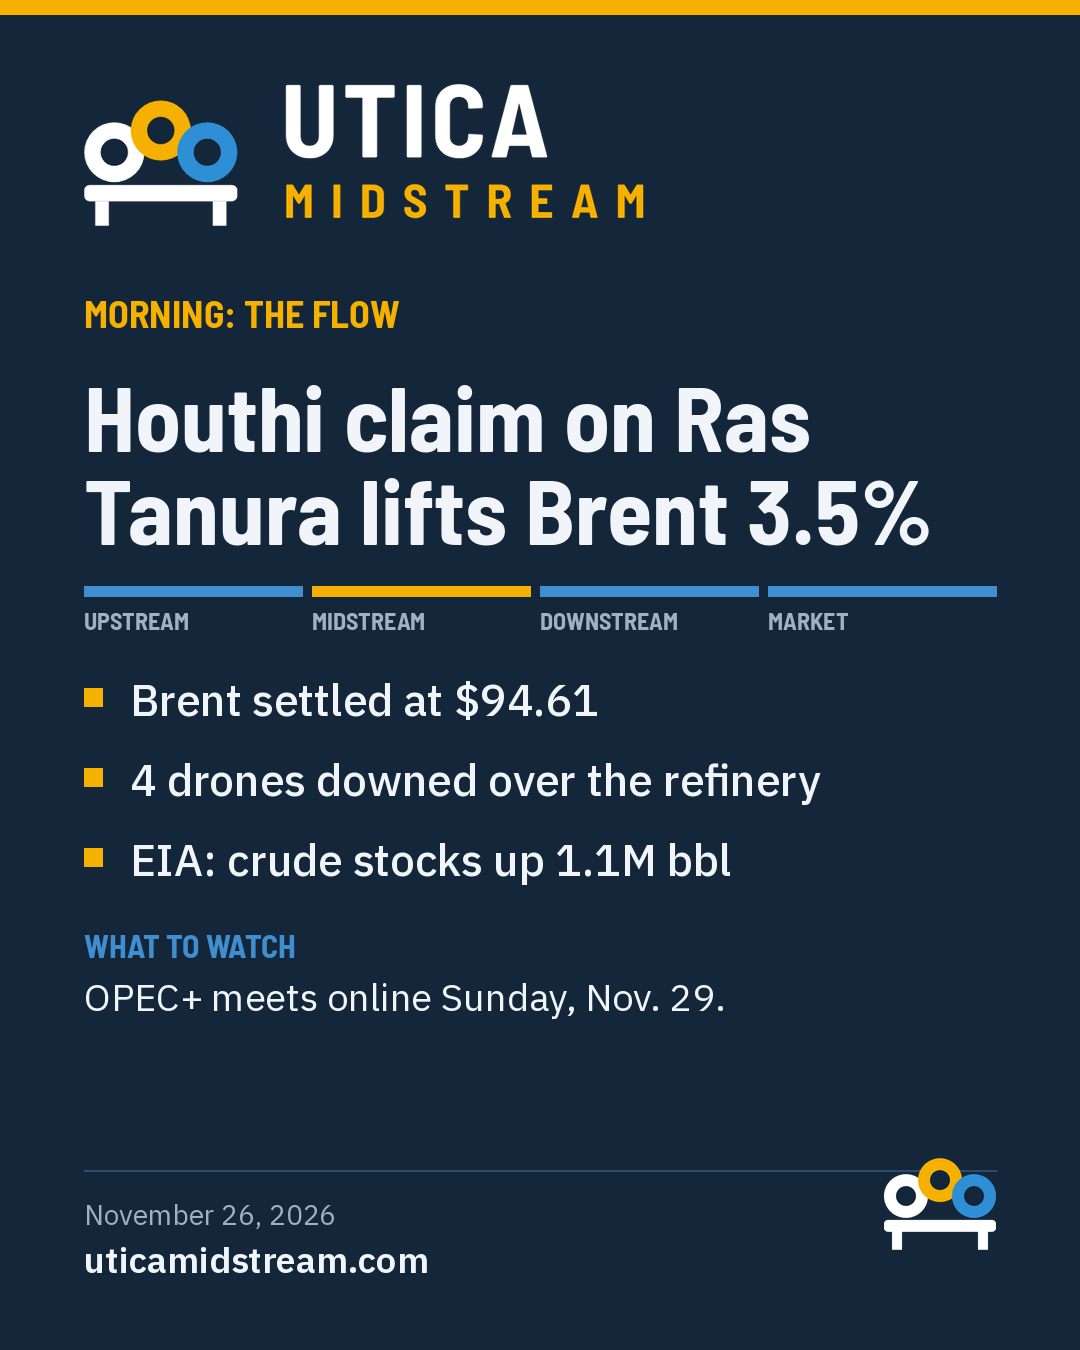 UTICA
MIDSTREAM
MORNING: THE FLOW
Houthi claim on Ras
Tanura lifts Brent 3.5%
UPSTREAM MIDSTREAM DOWNSTREAM MARKET
Brent settled at $94.61
4 drones downed over the refinery
EIA: crude stocks up 1.1M bbl
WHAT TO WATCH
OPEC+ meets online Sunday, Nov. 29.
November 26, 2026
uticamidstream.com